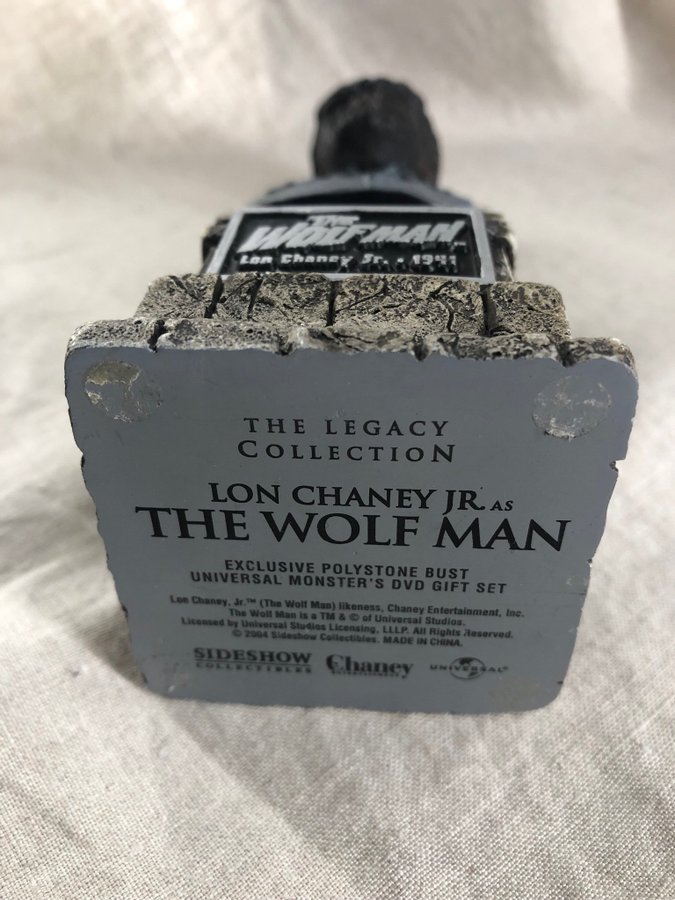 THE
WOLFMAN
Lon Chaney Jr. • 1941
THE LEGACY
COLLECTION
LON CHANEY JR. AS
THE WOLF MAN
EXCLUSIVE POLYSTONE BUST
UNIVERSAL MONSTER'S DVD GIFT SET
Lon Chaney, Jr.™ (The Wolf Man) likeness, Chaney Entertainment, Inc.
The Wolf Man is a TM & © of Universal Studios.
Licensed by Universal Studios Licensing, LLLP. All Rights Reserved.
© 2004 Sideshow Collectibles. MADE IN CHINA.
SIDESHOW
COLLECTIBLES
Chaney
ENTERTAINMENT
UNIVERSAL